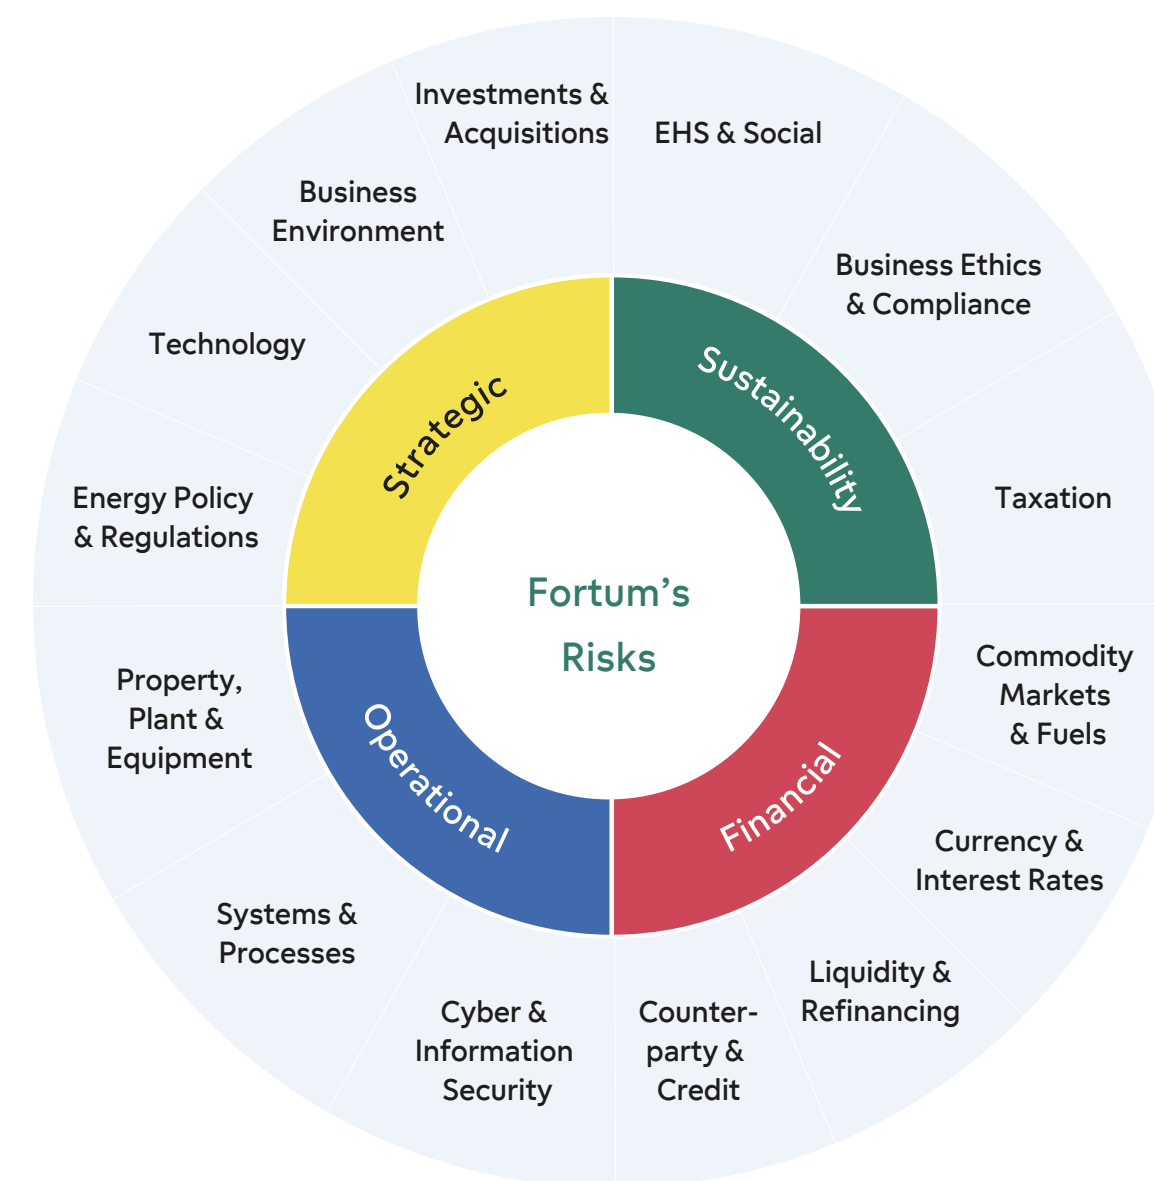 Investments &
Acquisitions
EHS & Social
Business
Environment
Business Ethics
& Compliance
Technology
Strategic
Sustainability
Energy Policy
& Regulations
Taxation
Fortum’s
Risks
Property,
Plant &
Equipment
Commodity
Markets
& Fuels
Operational
Financial
Currency &
Interest Rates
Systems &
Processes
Liquidity &
Refinancing
Cyber &
Information
Security
Counter-
party &
Credit